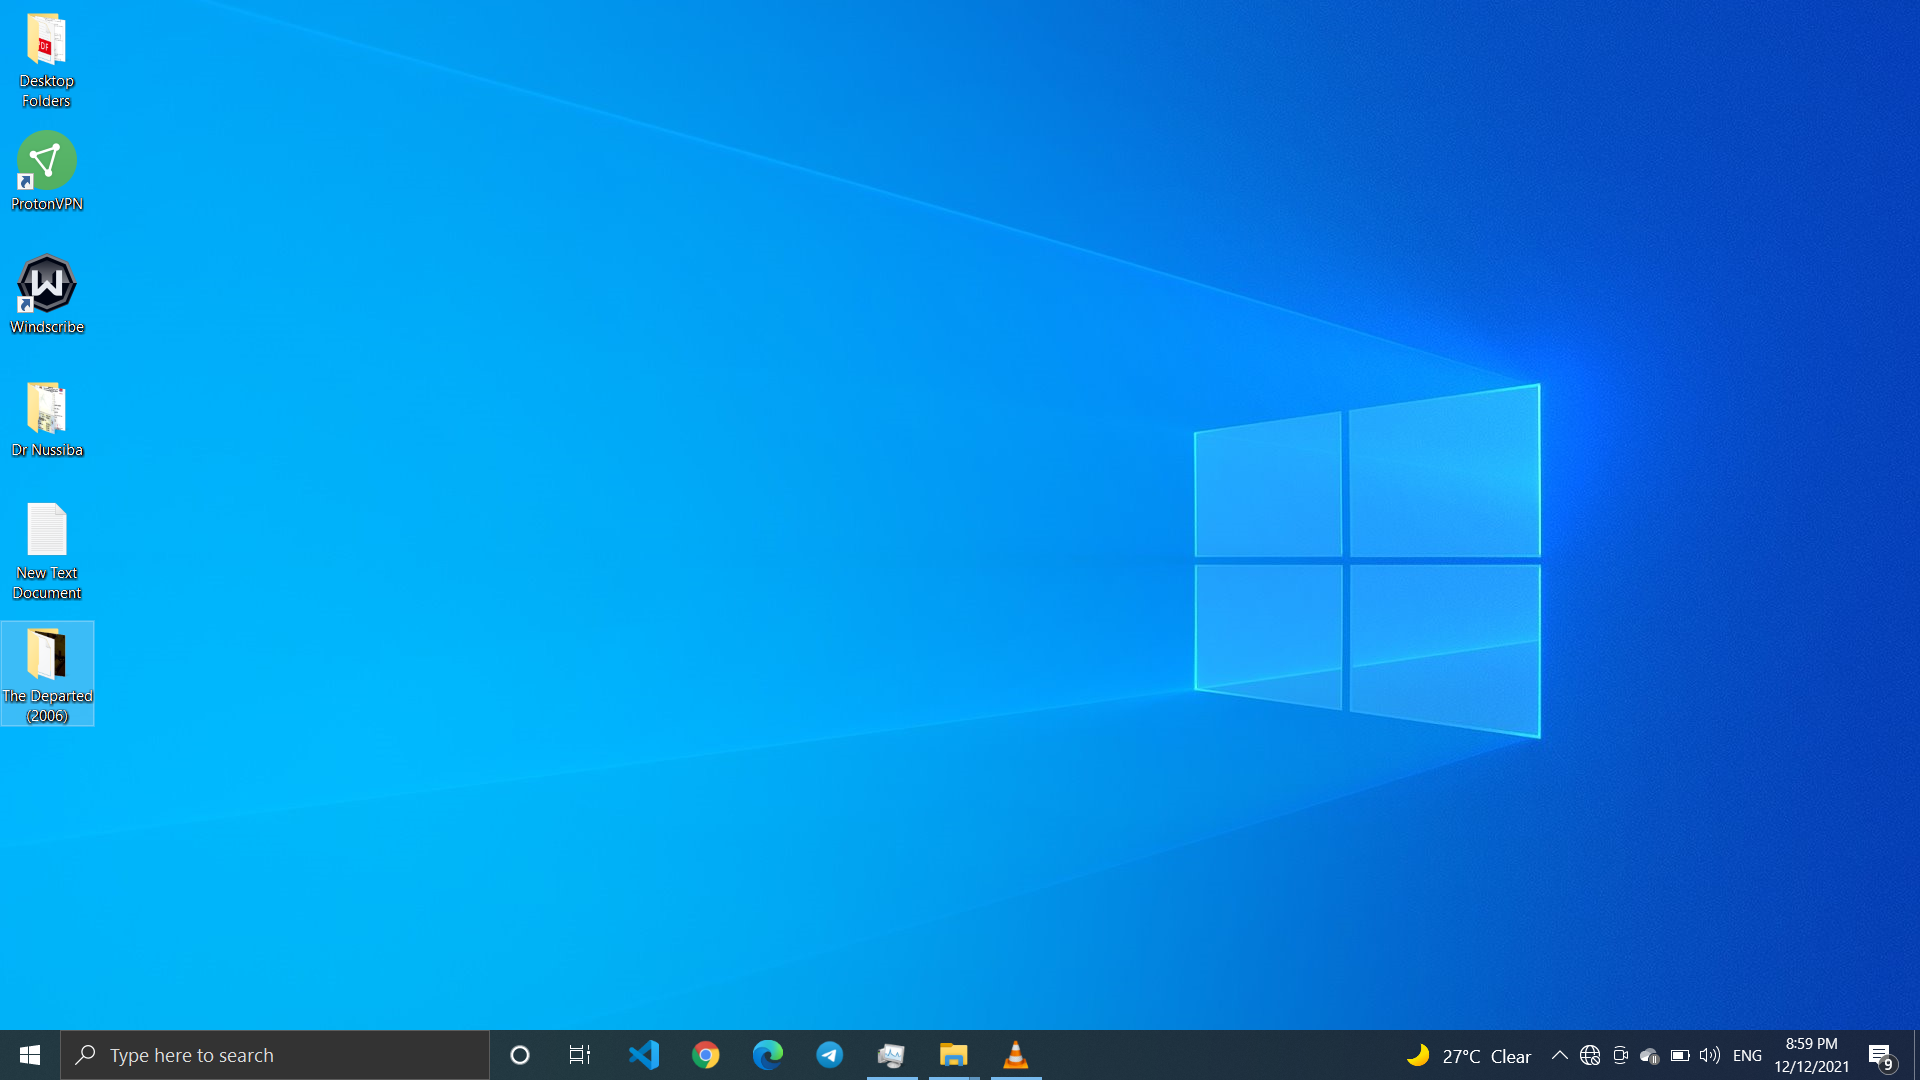 Desktop
Folders
ProtonVPN
Windscribe
Dr Nussiba
New Text
Document
The Departed
(2006)
Type here to search
27°C Clear
ENG
8:59 PM
12/12/2021
9